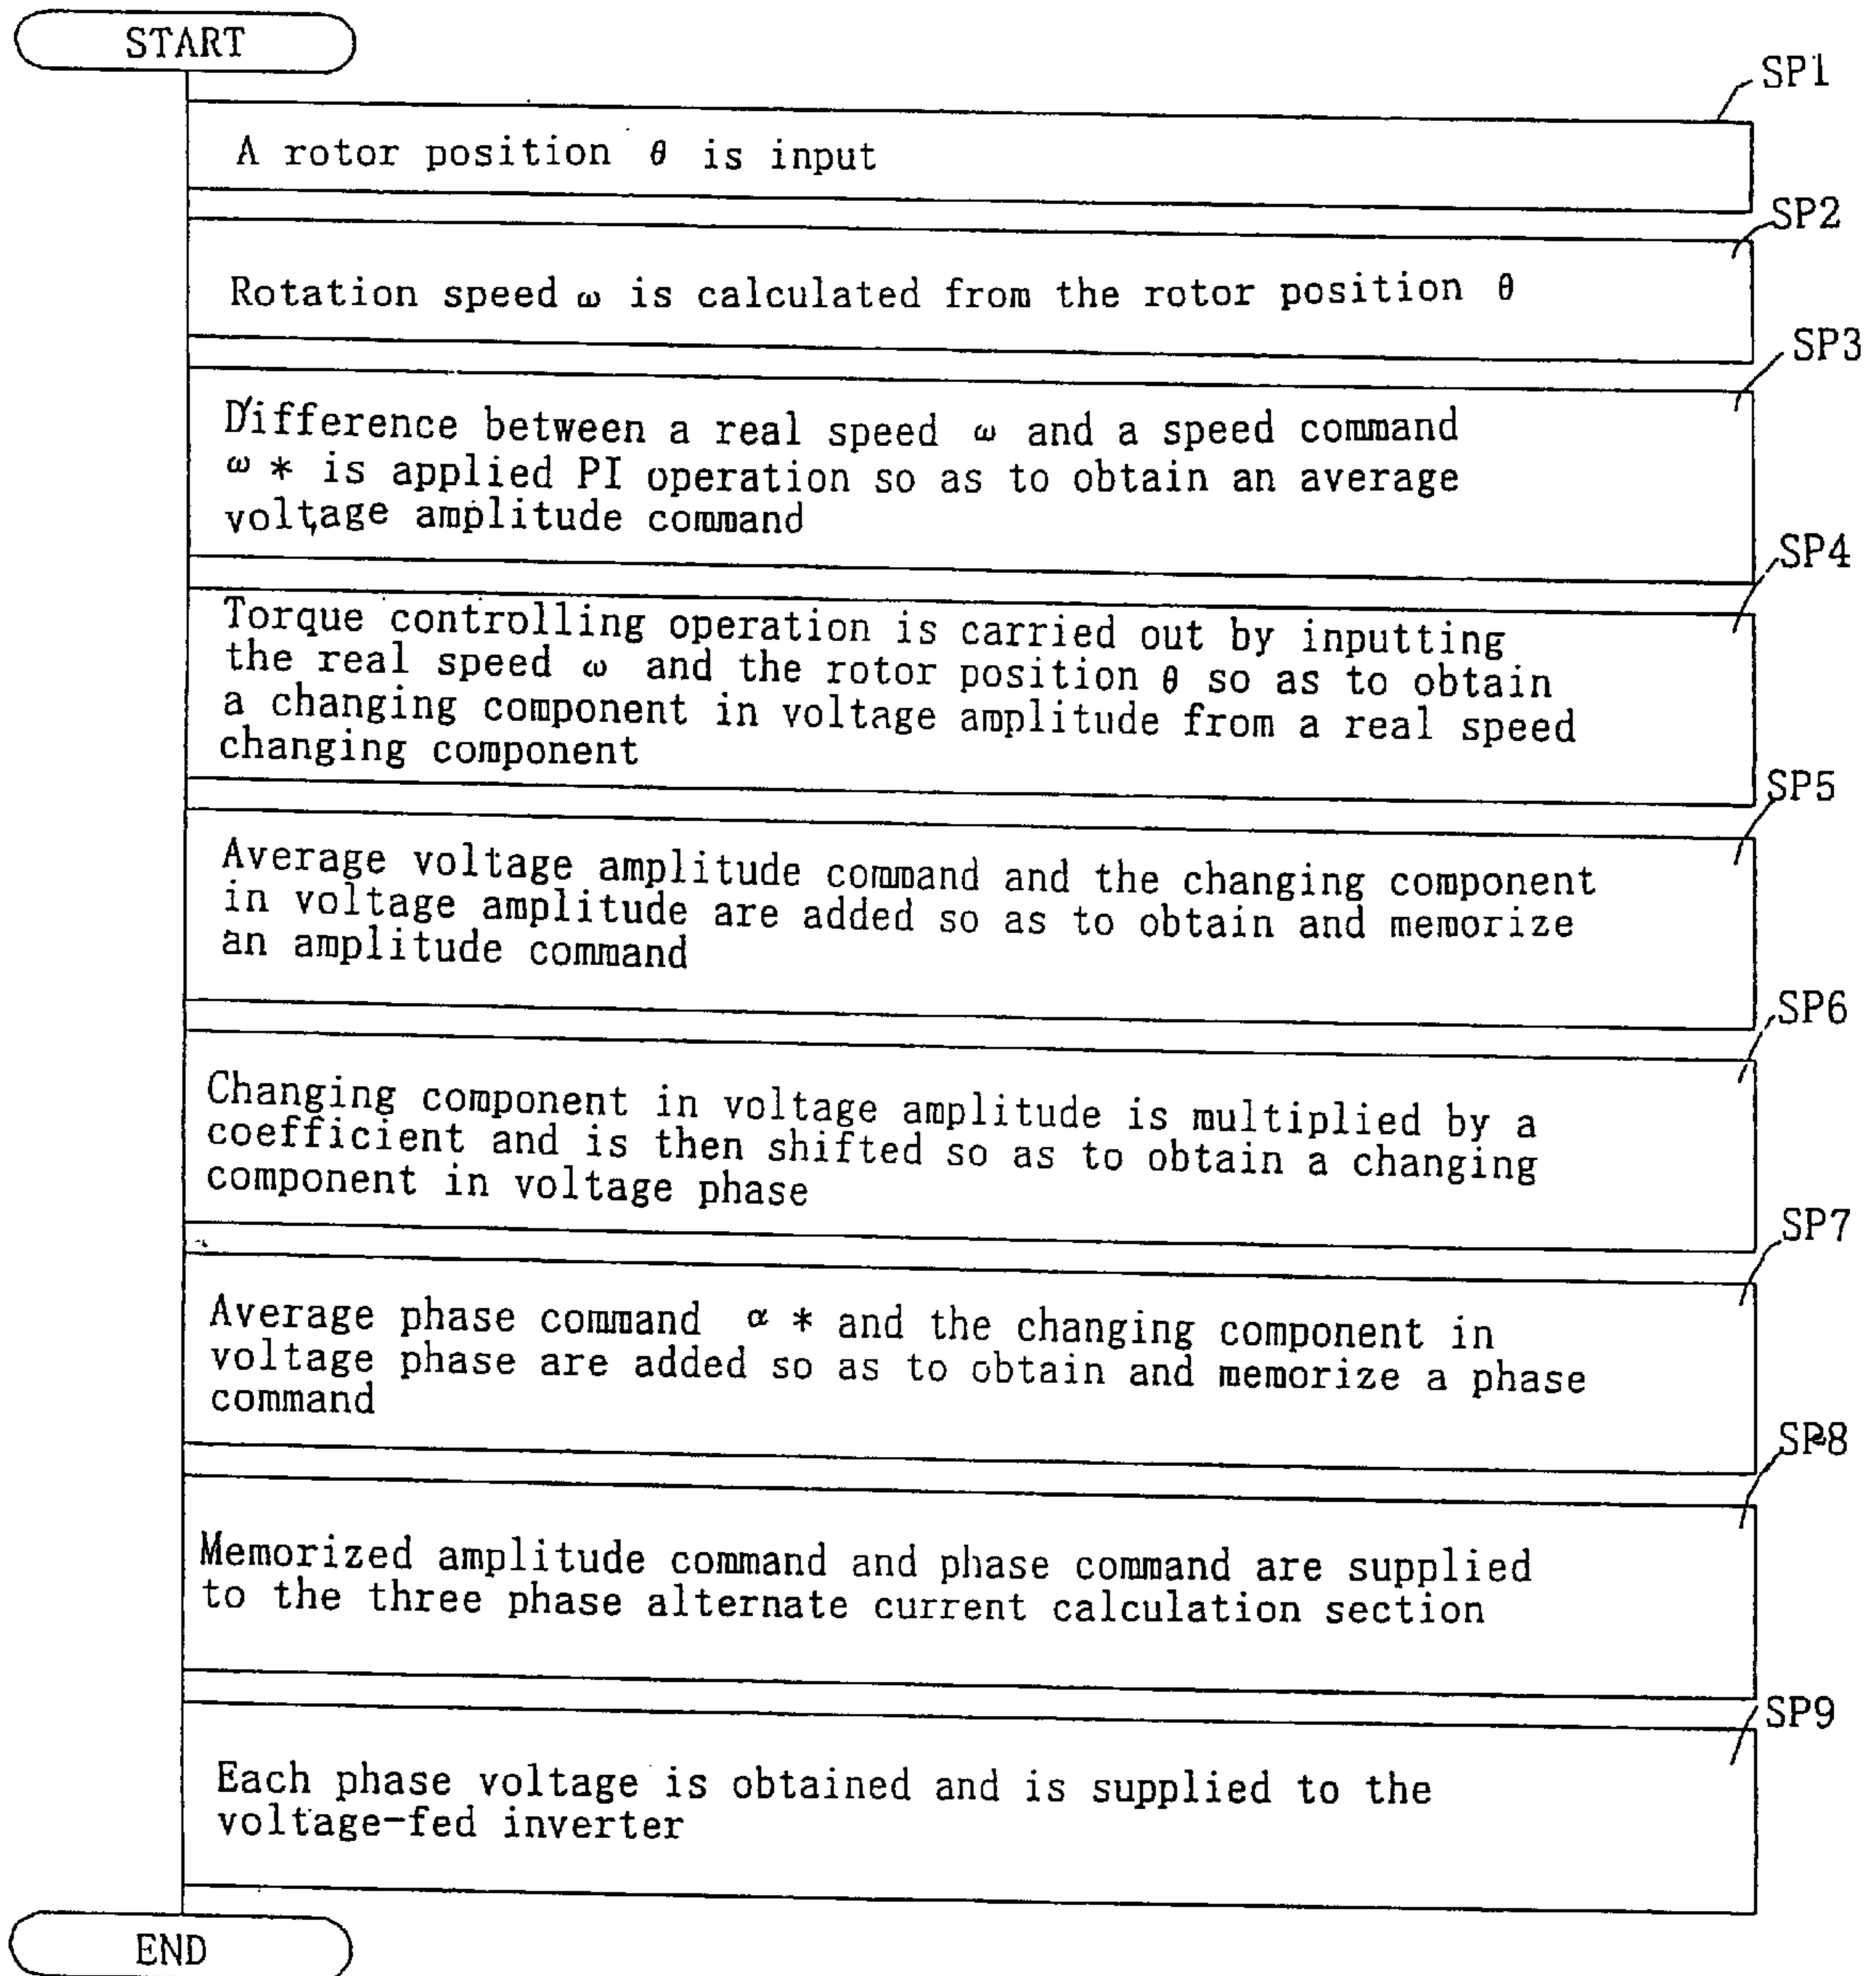 START
SP1
A rotor position θ is input
SP2
Rotation speed ω is calculated from the rotor position θ
SP3
Difference between a real speed ω and a speed command
ω * is applied PI operation so as to obtain an average
voltage amplitude command
SP4
Torque controlling operation is carried out by inputting
the real speed ω and the rotor position θ so as to obtain
a changing component in voltage amplitude from a real speed
changing component
SP5
Average voltage amplitude command and the changing component
in voltage amplitude are added so as to obtain and memorize
an amplitude command
SP6
Changing component in voltage amplitude is multiplied by a
coefficient and is then shifted so as to obtain a changing
component in voltage phase
SP7
Average phase command α * and the changing component in
voltage phase are added so as to obtain and memorize a phase
command
SP8
Memorized amplitude command and phase command are supplied
to the three phase alternate current calculation section
SP9
Each phase voltage is obtained and is supplied to the
voltage-fed inverter
END